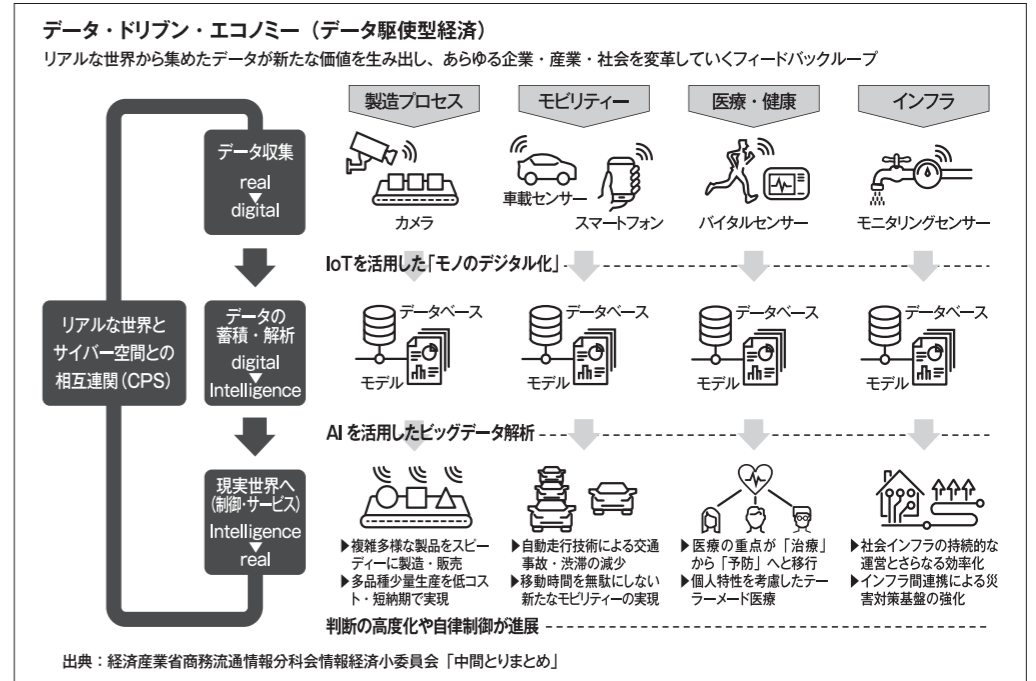 データ・ドリブン・エコノミー（データ駆使型経済）
リアルな世界から集めたデータが新たな価値を生み出し、あらゆる企業・産業・社会を変革していくフィードバックループ
製造プロセス
モビリティー
医療・健康
インフラ
データ収集
real
digital
カメラ
車載センサー
スマートフォン
バイタルセンサー
モニタリングセンサー
IoTを活用した「モノのデジタル化」
リアルな世界と
サイバー空間との
相互連関（CPS）
データの
蓄積・解析
digital
Intelligence
データベース
モデル
データベース
モデル
データベース
モデル
データベース
モデル
AIを活用したビッグデータ解析
現実世界へ
（制御・サービス）
Intelligence
real
▶複雑多様な製品をスピー
ディーに製造・販売
▶多品種少量生産を低コス
ト・短納期で実現
▶自動走行技術による交通
事故・渋滞の減少
▶移動時間を無駄にしない
新たなモビリティーの実現
▶医療の重点が「治療」
から「予防」へと移行
▶個人特性を考慮したテー
ラーメード医療
▶社会インフラの持続的な
運営とさらなる効率化
▶インフラ間連携による災
害対策基盤の強化
判断の高度化や自律制御が進展
出典：経済産業省商務流通情報分科会情報経済小委員会「中間とりまとめ」